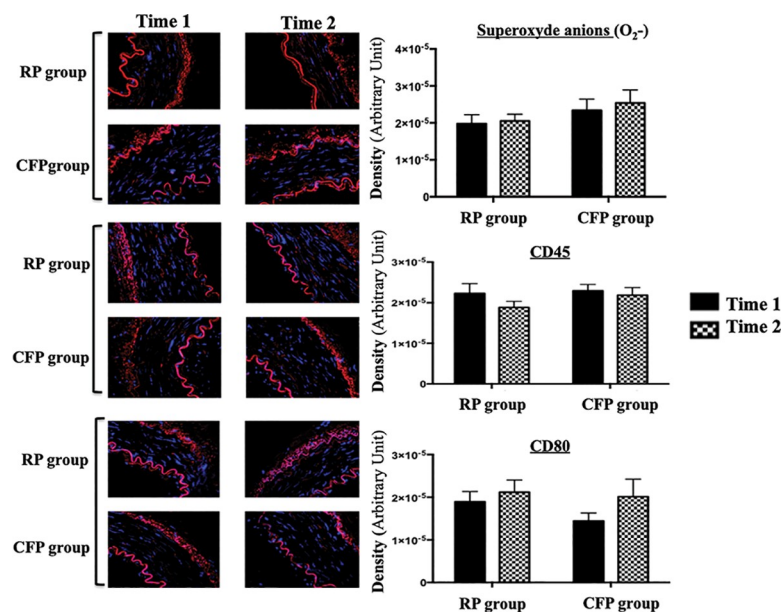 Time 1
Time 2
RP group
CFPgroup
RP group
CFP group
RP group
CFP group
Superoxyde anions (O₂-)
Density (Arbitrary Unit)
4×10⁻⁵
3×10⁻⁵
2×10⁻⁵
1×10⁻⁵
0
RP group
CFP group
CD45
Density (Arbitrary Unit)
3×10⁻⁵
2×10⁻⁵
1×10⁻⁵
0
RP group
CFP group
Time 1
Time 2
CD80
Density (Arbitrary Unit)
3×10⁻⁵
2×10⁻⁵
1×10⁻⁵
0
RP group
CFP group